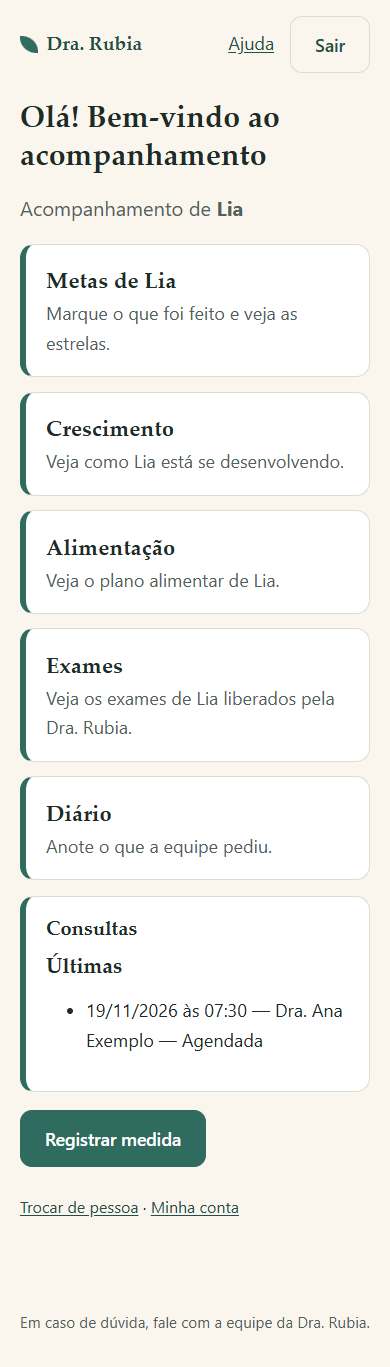 Dra. Rubia Ajuda Sair
Olá! Bem-vindo ao
acompanhamento
Acompanhamento de Lia
Metas de Lia
Marque o que foi feito e veja as
estrelas.
Crescimento
Veja como Lia está se desenvolvendo.
Alimentação
Veja o plano alimentar de Lia.
Exames
Veja os exames de Lia liberados pela
Dra. Rubia.
Diário
Anote o que a equipe pediu.
Consultas
Últimas
• 19/11/2026 às 07:30 — Dra. Ana
Exemplo — Agendada
Registrar medida
Trocar de pessoa · Minha conta
Em caso de dúvida, fale com a equipe da Dra. Rubia.